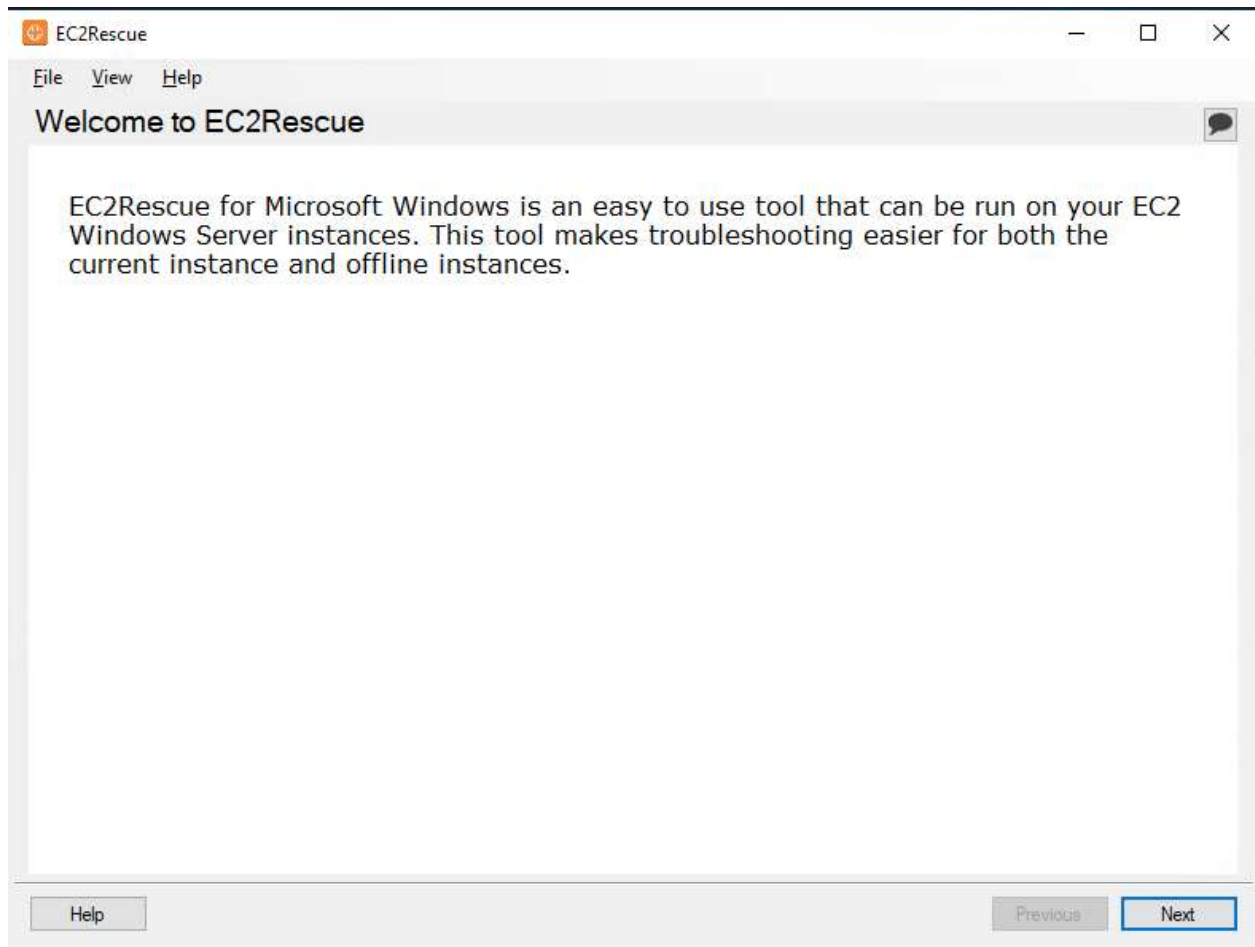 EC2Rescue
File View Help
Welcome to EC2Rescue
EC2Rescue for Microsoft Windows is an easy to use tool that can be run on your EC2
Windows Server instances. This tool makes troubleshooting easier for both the
current instance and offline instances.
Help Previous Next